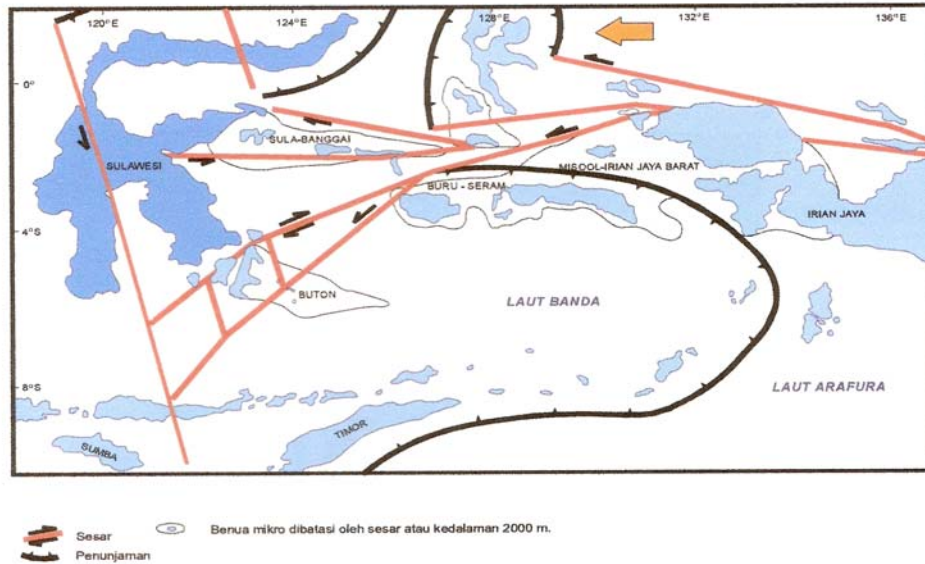 120°E
124°E
128°E
132°E
136°E
0°
SULA-BANGGAI
SULAWESI
MISOOL-IRIAN JAYA BARAT
BURU - SERAM
IRIAN JAYA
4°S
BUTON
LAUT BANDA
8°S
LAUT ARAFURA
TIMOR
SUMBA
Sesar
Benua mikro dibatasi oleh sesar atau kedalaman 2000 m.
Penunjaman